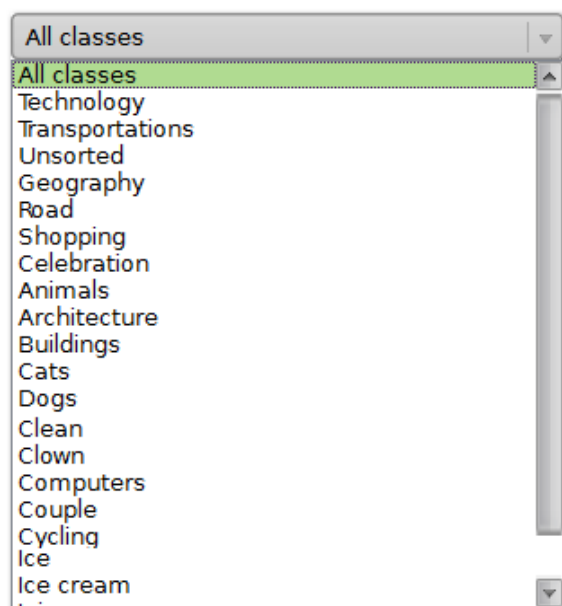 All classes
All classes
Technology
Transportations
Unsorted
Geography
Road
Shopping
Celebration
Animals
Architecture
Buildings
Cats
Dogs
Clean
Clown
Computers
Couple
Cycling
Ice
Ice cream